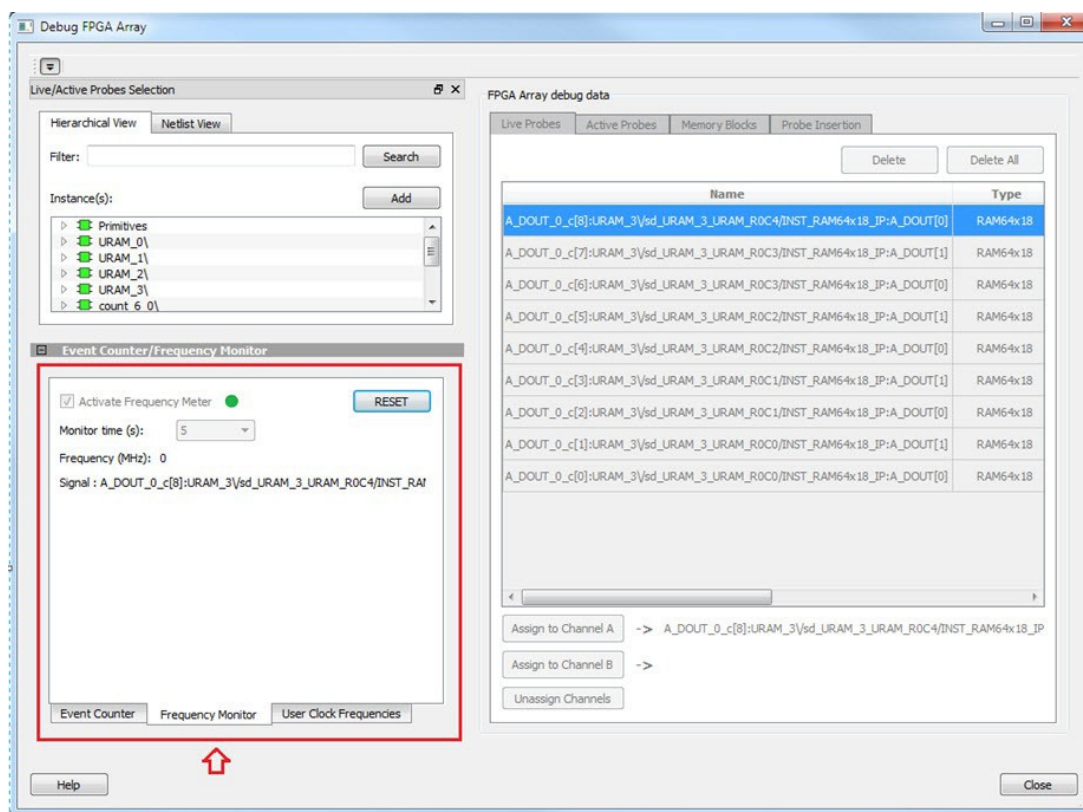 Debug FPGA Array
Live/Active Probes Selection
Hierarchical View
Netlist View
Filter:
Search
Instance(s):
Add
Primitives
URAM_0\
URAM_1\
URAM_2\
URAM_3\
count_6_0\
Event Counter/Frequency Monitor
Activate Frequency Meter
RESET
Monitor time (s):
5
Frequency (MHz): 0
Signal : A_DOUT_0_c[8]:URAM_3\/sd_URAM_3_URAM_R0C4/INST_RAM
Event Counter
Frequency Monitor
User Clock Frequencies
FPGA Array debug data
Live Probes
Active Probes
Memory Blocks
Probe Insertion
Delete
Delete All
Name Type
A_DOUT_0_c[8]:URAM_3\/sd_URAM_3_URAM_R0C4/INST_RAM64x18_IP:A_DOUT[0] RAM64x18
A_DOUT_0_c[7]:URAM_3\/sd_URAM_3_URAM_R0C3/INST_RAM64x18_IP:A_DOUT[1] RAM64x18
A_DOUT_0_c[6]:URAM_3\/sd_URAM_3_URAM_R0C3/INST_RAM64x18_IP:A_DOUT[0] RAM64x18
A_DOUT_0_c[5]:URAM_3\/sd_URAM_3_URAM_R0C2/INST_RAM64x18_IP:A_DOUT[1] RAM64x18
A_DOUT_0_c[4]:URAM_3\/sd_URAM_3_URAM_R0C2/INST_RAM64x18_IP:A_DOUT[0] RAM64x18
A_DOUT_0_c[3]:URAM_3\/sd_URAM_3_URAM_R0C1/INST_RAM64x18_IP:A_DOUT[1] RAM64x18
A_DOUT_0_c[2]:URAM_3\/sd_URAM_3_URAM_R0C1/INST_RAM64x18_IP:A_DOUT[0] RAM64x18
A_DOUT_0_c[1]:URAM_3\/sd_URAM_3_URAM_R0C0/INST_RAM64x18_IP:A_DOUT[1] RAM64x18
A_DOUT_0_c[0]:URAM_3\/sd_URAM_3_URAM_R0C0/INST_RAM64x18_IP:A_DOUT[0] RAM64x18
Assign to Channel A -> A_DOUT_0_c[8]:URAM_3\/sd_URAM_3_URAM_R0C4/INST_RAM64x18_IP
Assign to Channel B ->
Unassign Channels
Help
Close